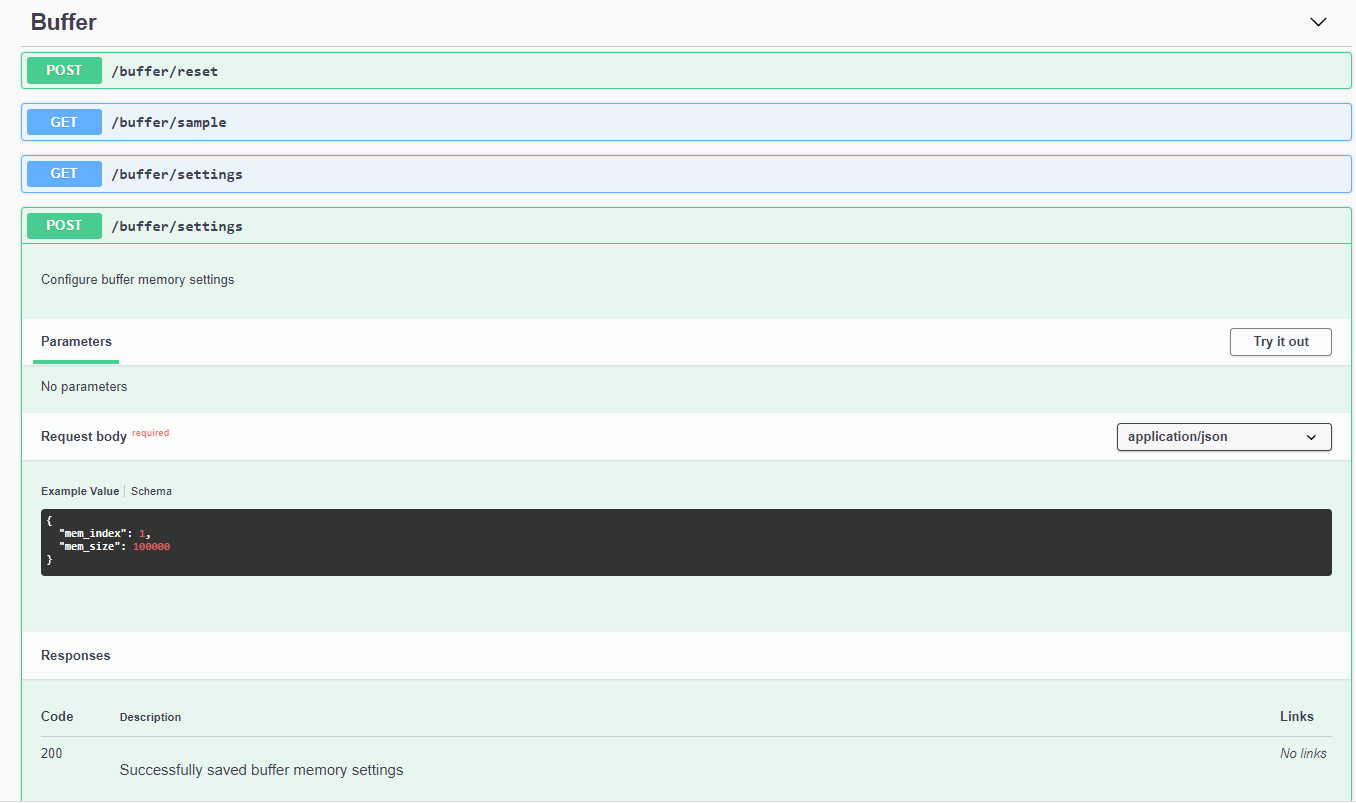 Buffer
POST /buffer/reset
GET /buffer/sample
GET /buffer/settings
POST /buffer/settings
Configure buffer memory settings
Parameters Try it out
No parameters
Request body required application/json
Example Value Schema
{
"mem_index": 1,
"mem_size": 100000
}
Responses
Code Description Links
200 No links
Successfully saved buffer memory settings